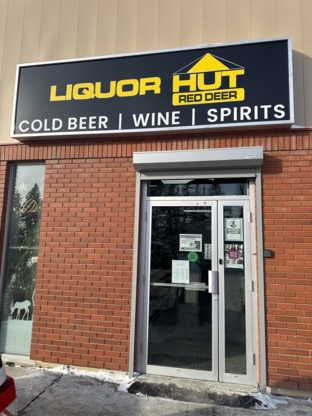 LIQUOR HUT
RED DEER
COLD BEER | WINE | SPIRITS